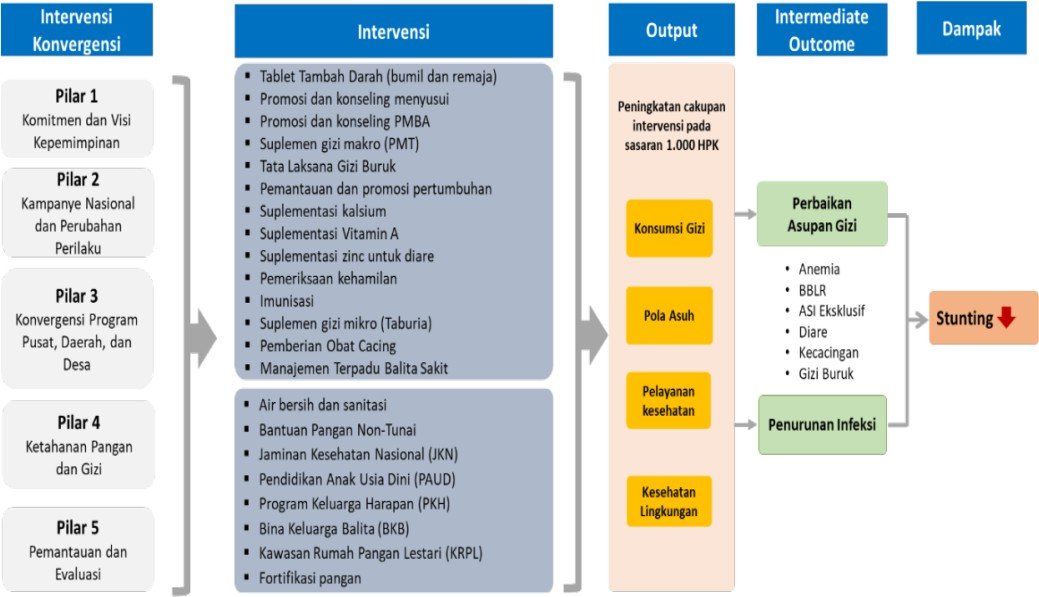 Intervensi
Konvergensi
Pilar 1
Komitmen dan Visi
Kepemimpinan
Pilar 2
Kampanye Nasional
dan Perubahan
Perilaku
Pilar 3
Konvergensi Program
Pusat, Daerah, dan
Desa
Pilar 4
Ketahanan Pangan
dan Gizi
Pilar 5
Pemantauan dan
Evaluasi
Intervensi
Tablet Tambah Darah (bumil dan remaja)
Promosi dan konseling menyusui
Promosi dan konseling PMBA
Suplemen gizi makro (PMT)
Tata Laksana Gizi Buruk
Pemantauan dan promosi pertumbuhan
Suplementasi kalsium
Suplementasi Vitamin A
Suplementasi zinc untuk diare
Pemeriksaan kehamilan
Imunisasi
Suplemen gizi mikro (Taburia)
Pemberian Obat Cacing
Manajemen Terpadu Balita Sakit
Air bersih dan sanitasi
Bantuan Pangan Non-Tunai
Jaminan Kesehatan Nasional (JKN)
Pendidikan Anak Usia Dini (PAUD)
Program Keluarga Harapan (PKH)
Bina Keluarga Balita (BKB)
Kawasan Rumah Pangan Lestari (KRPL)
Fortifikasi pangan
Output
Peningkatan cakupan
intervensi pada
sasaran 1.000 HPK
Konsumsi Gizi
Pola Asuh
Pelayanan
kesehatan
Kesehatan
Lingkungan
Intermediate
Outcome
Perbaikan
Asupan Gizi
Anemia
BBLR
ASI Eksklusif
Diare
Kecacingan
Gizi Buruk
Penurunan Infeksi
Dampak
Stunting